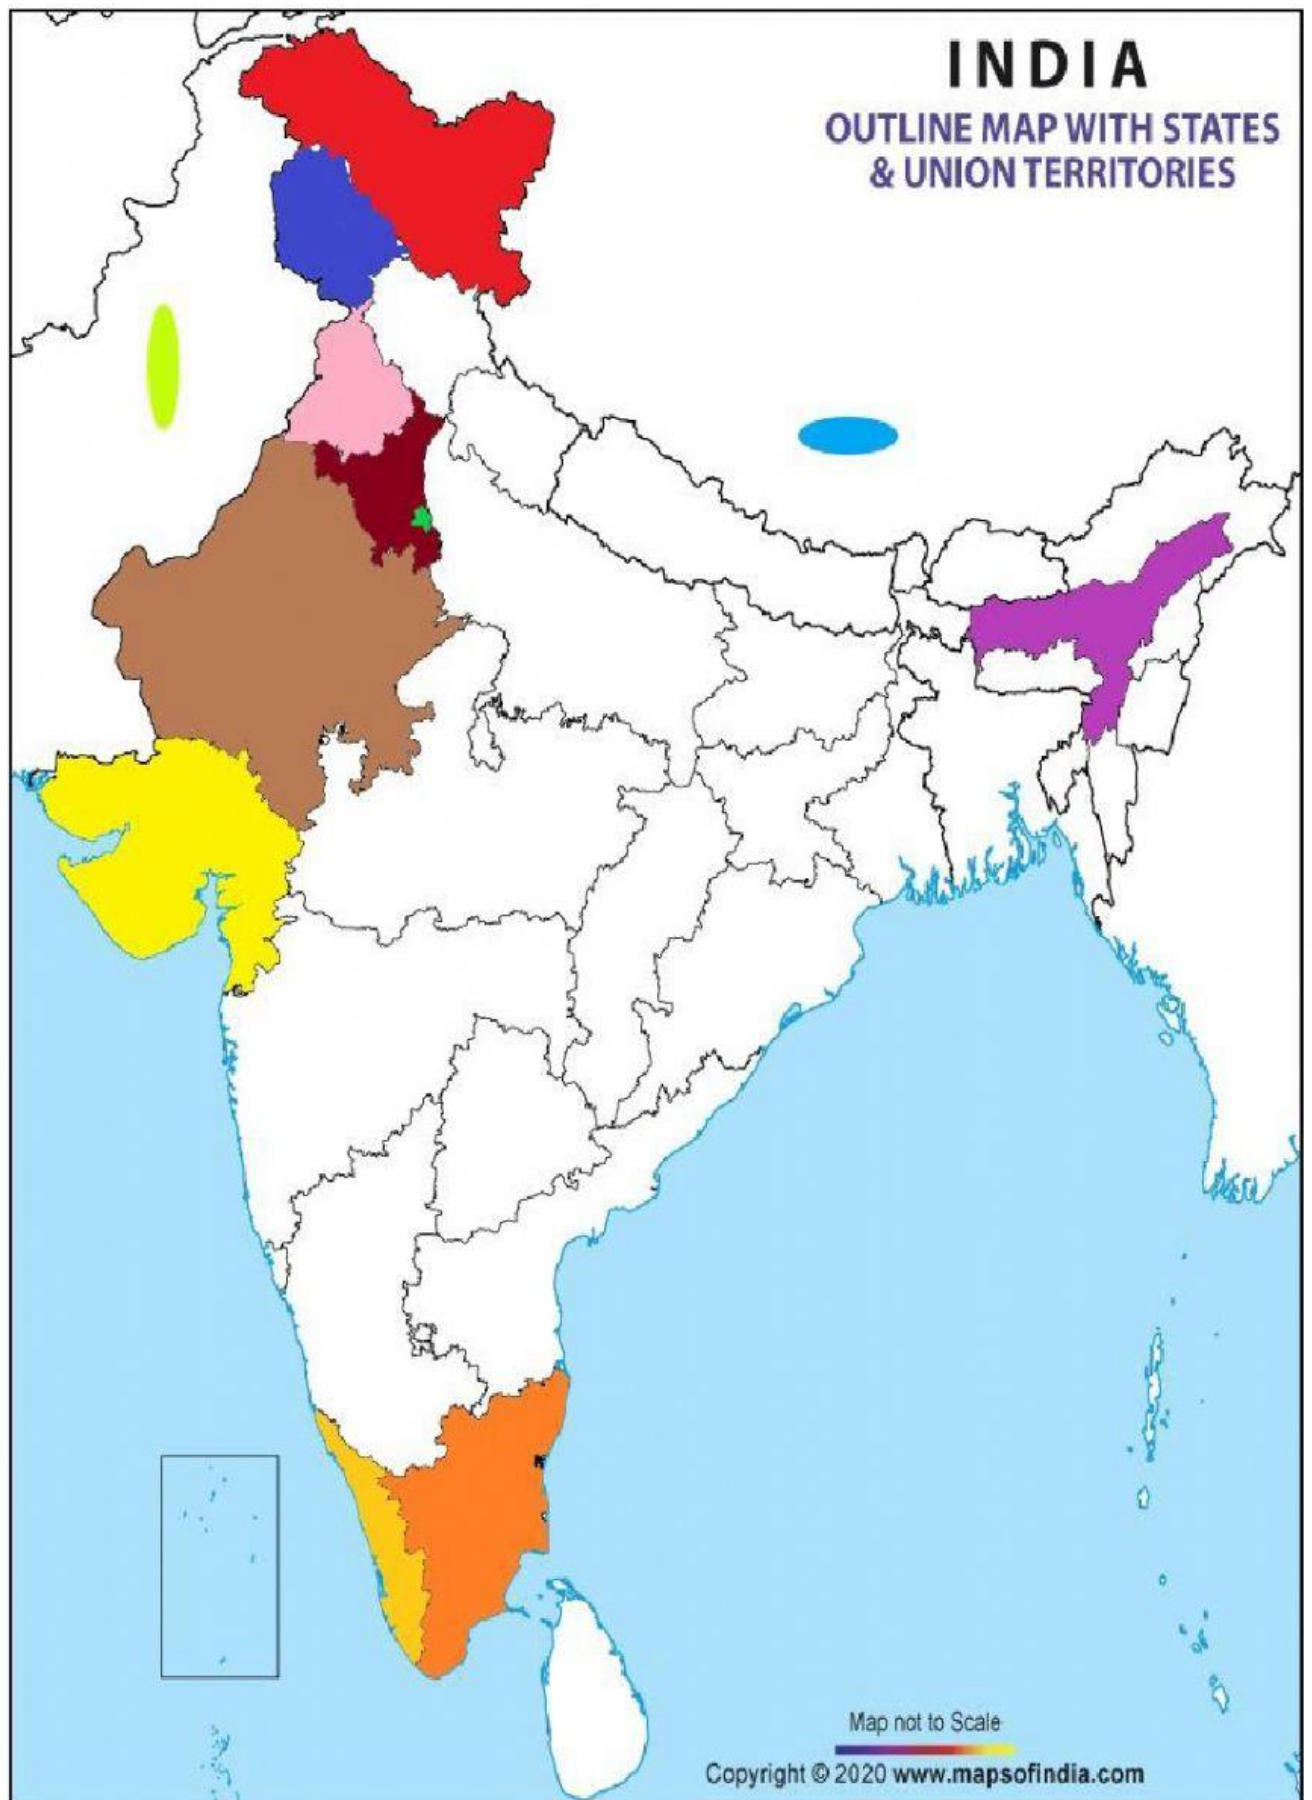 INDIA
OUTLINE MAP WITH STATES
& UNION TERRITORIES
Map not to Scale
Copyright © 2020 www.mapsofindia.com